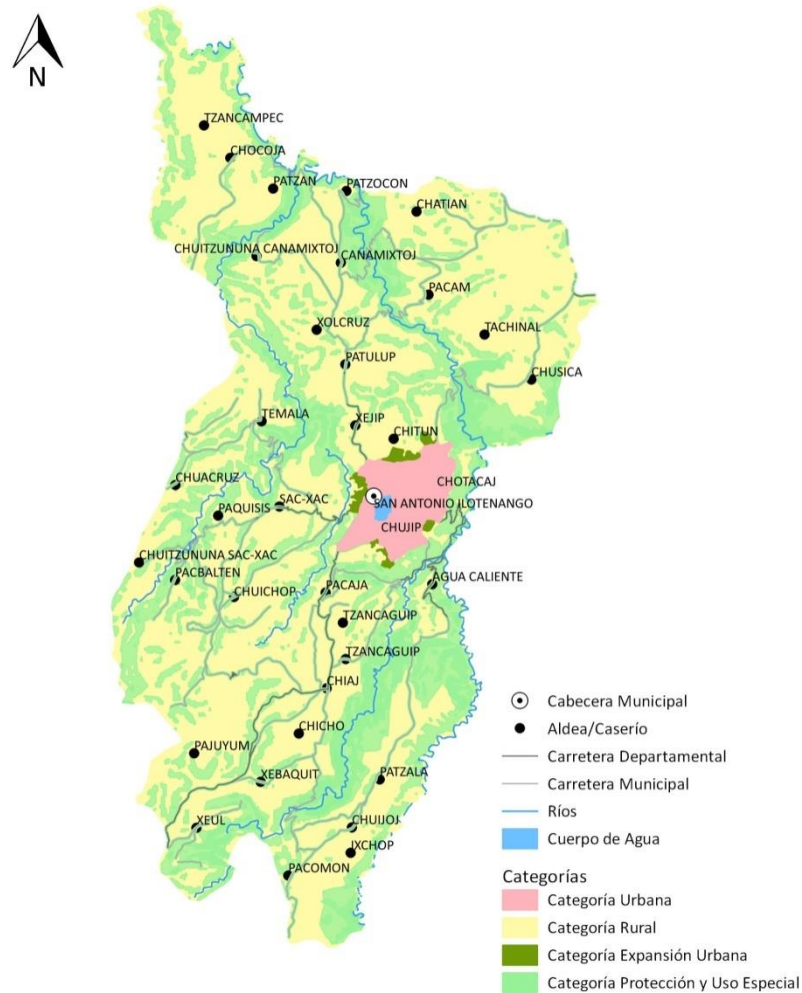 N
TZANCAMPEC
CHOCOJA
PATZAN
PATZOCON
CHATIAN
CHUITZUNUNA CANAMIXTOJ
CANAMIXTOJ
PACAM
XOLCRUZ
TACHINAL
PATULUP
CHUSICA
TEMALA
XEJIP
CHITUN
CHUACRUZ
CHOTACAJ
SAC-XAC
SAN ANTONIO ILOTENANGO
PAQUISIS
CHUJIP
CHUITZUNUNA SAC-XAC
PACBALTEN
AGUA CALIENTE
CHUICHOP
PACAJA
TZANCAGUIP
TZANCAGUIP
CHIAJ
CHICHO
PAJUYUM
XEBAQUIT
PATZALA
XEUL
CHUIJOJ
IXCHOP
PACOMON
Cabecera Municipal
Aldea/Caserío
Carretera Departamental
Carretera Municipal
Ríos
Cuerpo de Agua
Categorías
Categoría Urbana
Categoría Rural
Categoría Expansión Urbana
Categoría Protección y Uso Especial